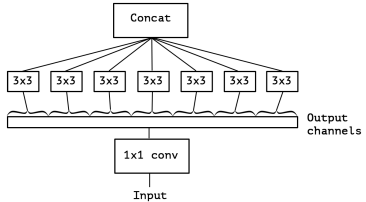 Concat
3x3 3x3 3x3 3x3 3x3 3x3 3x3
Output
channels
1x1 conv
Input